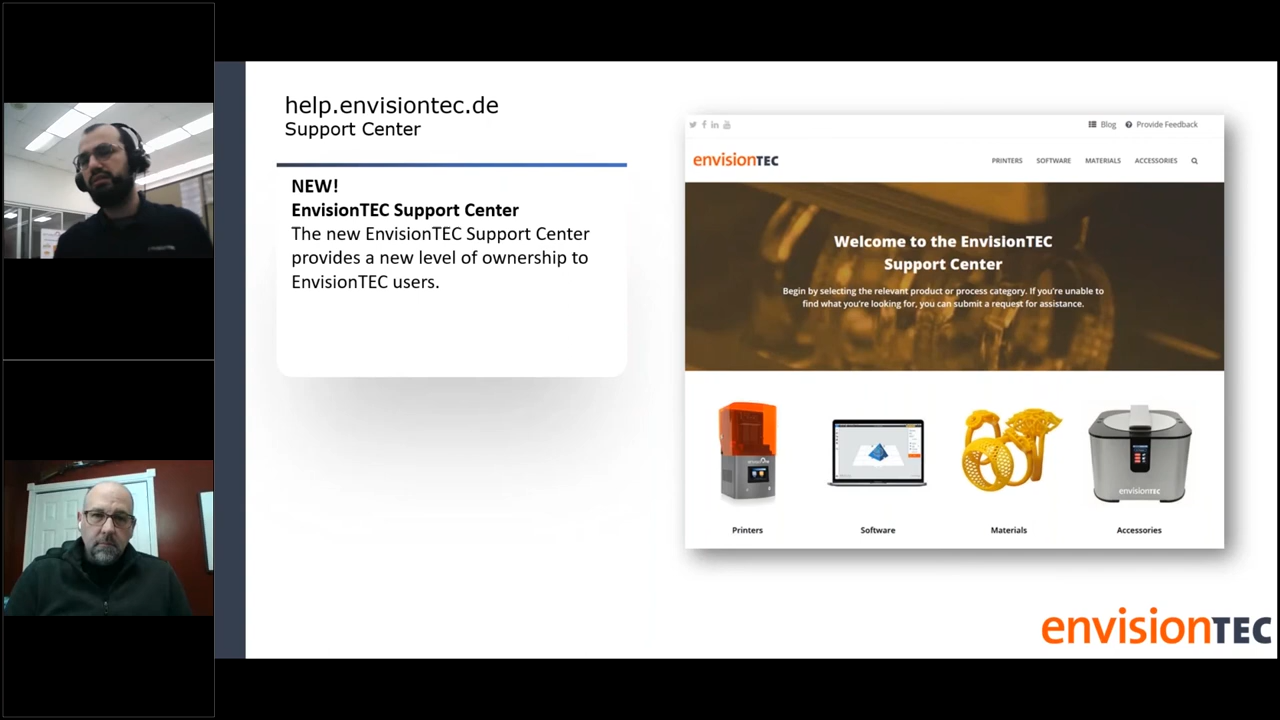 help.envisiontec.de
Support Center
NEW!
EnvisionTEC Support Center
The new EnvisionTEC Support Center
provides a new level of ownership to
EnvisionTEC users.
Blog
Provide Feedback
envisionTEC
PRINTERS
SOFTWARE
MATERIALS
ACCESSORIES
Welcome to the EnvisionTEC
Support Center
Begin by selecting the relevant product or process category. If you're unable to
find what you're looking for, you can submit a request for assistance.
envisionTEC
Printers
Software
Materials
Accessories
envisionTEC